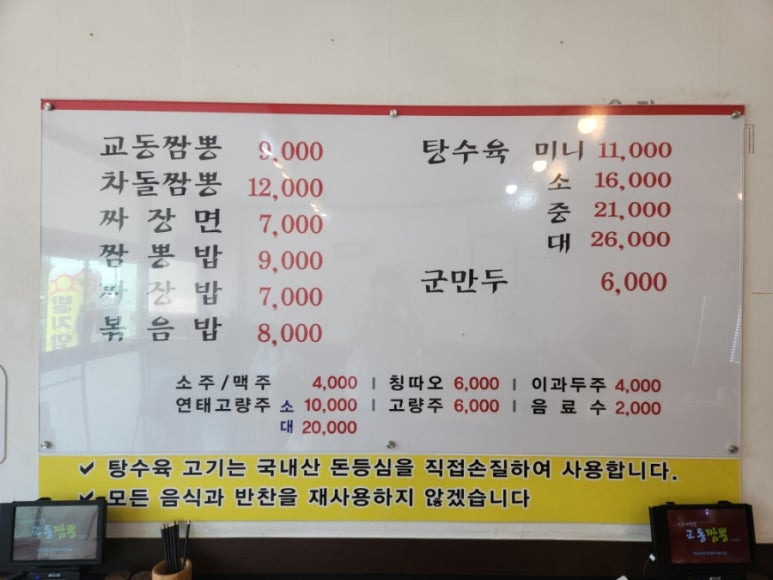 교동짬뽕 9,000
차돌짬뽕 12,000
짜장면 7,000
짬뽕밥 9,000
짜장밥 7,000
볶음밥 8,000
탕수육 미니 11,000
소 16,000
중 21,000
대 26,000
군만두 6,000
소주/맥주 4,000 | 칭따오 6,000 | 이과두주 4,000
연태고량주 소 10,000 | 고량주 6,000 | 음료수 2,000
대 20,000
✓ 탕수육 고기는 국내산 돈등심을 직접손질하여 사용합니다.
✓ 모든 음식과 반찬을 재사용하지 않겠습니다
교동짬뽕
교동짬뽕